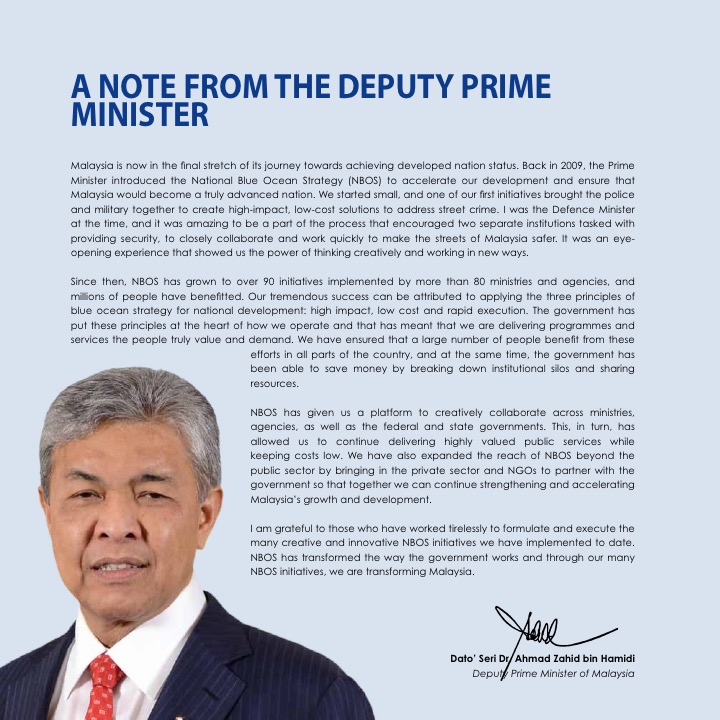 A NOTE FROM THE DEPUTY PRIME
MINISTER
Malaysia is now in the final stretch of its journey towards achieving developed nation status. Back in 2009, the Prime
Minister introduced the National Blue Ocean Strategy (NBOS) to accelerate our development and ensure that
Malaysia would become a truly advanced nation. We started small, and one of our first initiatives brought the police
and military together to create high-impact, low-cost solutions to address street crime. I was the Defence Minister
at the time, and it was amazing to be a part of the process that encouraged two separate institutions tasked with
providing security, to closely collaborate and work quickly to make the streets of Malaysia safer. It was an eye-
opening experience that showed us the power of thinking creatively and working in new ways.
Since then, NBOS has grown to over 90 initiatives implemented by more than 80 ministries and agencies, and
millions of people have benefitted. Our tremendous success can be attributed to applying the three principles of
blue ocean strategy for national development: high impact, low cost and rapid execution. The government has
put these principles at the heart of how we operate and that has meant that we are delivering programmes and
services the people truly value and demand. We have ensured that a large number of people benefit from these
efforts in all parts of the country, and at the same time, the government has
been able to save money by breaking down institutional silos and sharing
resources.
NBOS has given us a platform to creatively collaborate across ministries,
agencies, as well as the federal and state governments. This, in turn, has
allowed us to continue delivering highly valued public services while
keeping costs low. We have also expanded the reach of NBOS beyond the
public sector by bringing in the private sector and NGOs to partner with the
government so that together we can continue strengthening and accelerating
Malaysia's growth and development.
I am grateful to those who have worked tirelessly to formulate and execute the
many creative and innovative NBOS initiatives we have implemented to date.
NBOS has transformed the way the government works and through our many
NBOS initiatives, we are transforming Malaysia.
Dato' Seri Dr. Ahmad Zahid bin Hamidi
Deputy Prime Minister of Malaysia